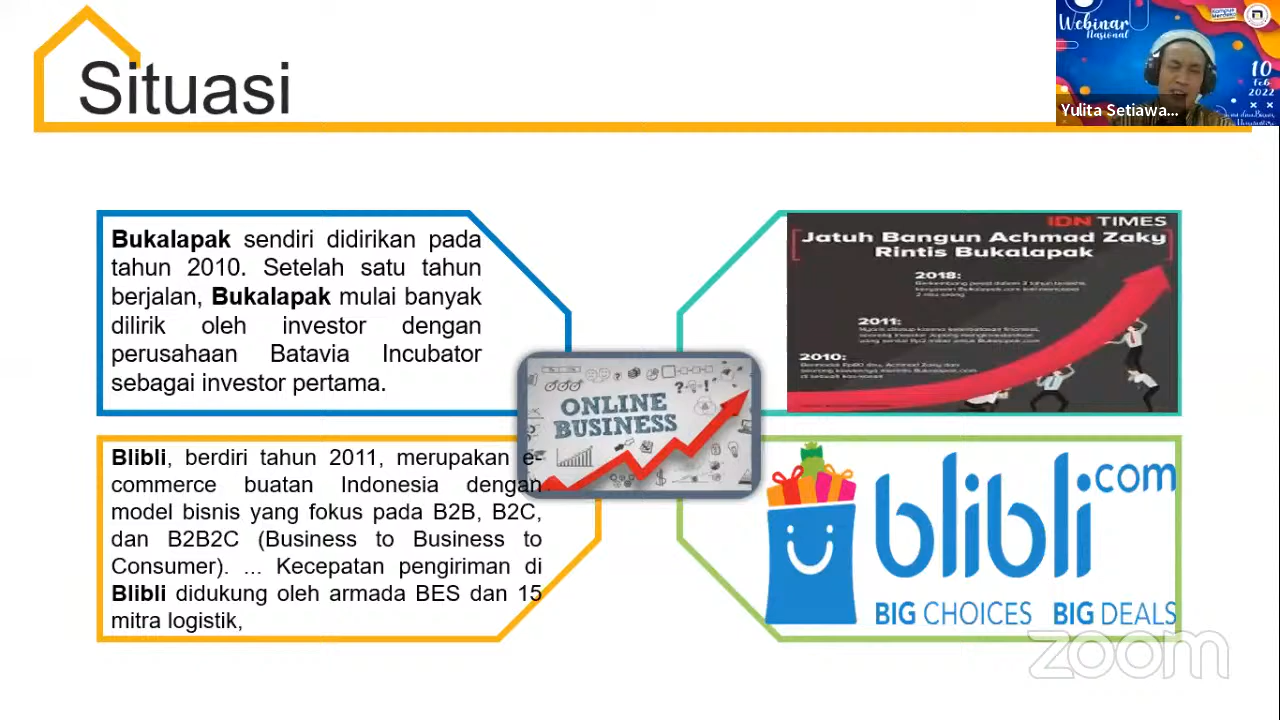 Situasi
Webinar
Nasional
10
Feb
2022
Yulita Setiawa...
Bukalapak sendiri didirikan pada
tahun 2010. Setelah satu tahun
berjalan, Bukalapak mulai banyak
dilirik oleh investor dengan
perusahaan Batavia Incubator
sebagai investor pertama.
IDN TIMES
Jatuh Bangun Achmad Zaky
Rintis Bukalapak
2018:
2011:
2010:
ONLINE
BUSINESS
Blibli, berdiri tahun 2011, merupakan e-
commerce buatan Indonesia dengan
model bisnis yang fokus pada B2B, B2C,
dan B2B2C (Business to Business to
Consumer). ... Kecepatan pengiriman di
Blibli didukung oleh armada BES dan 15
mitra logistik,
blibli.com
BIG CHOICES BIG DEALS
zoom